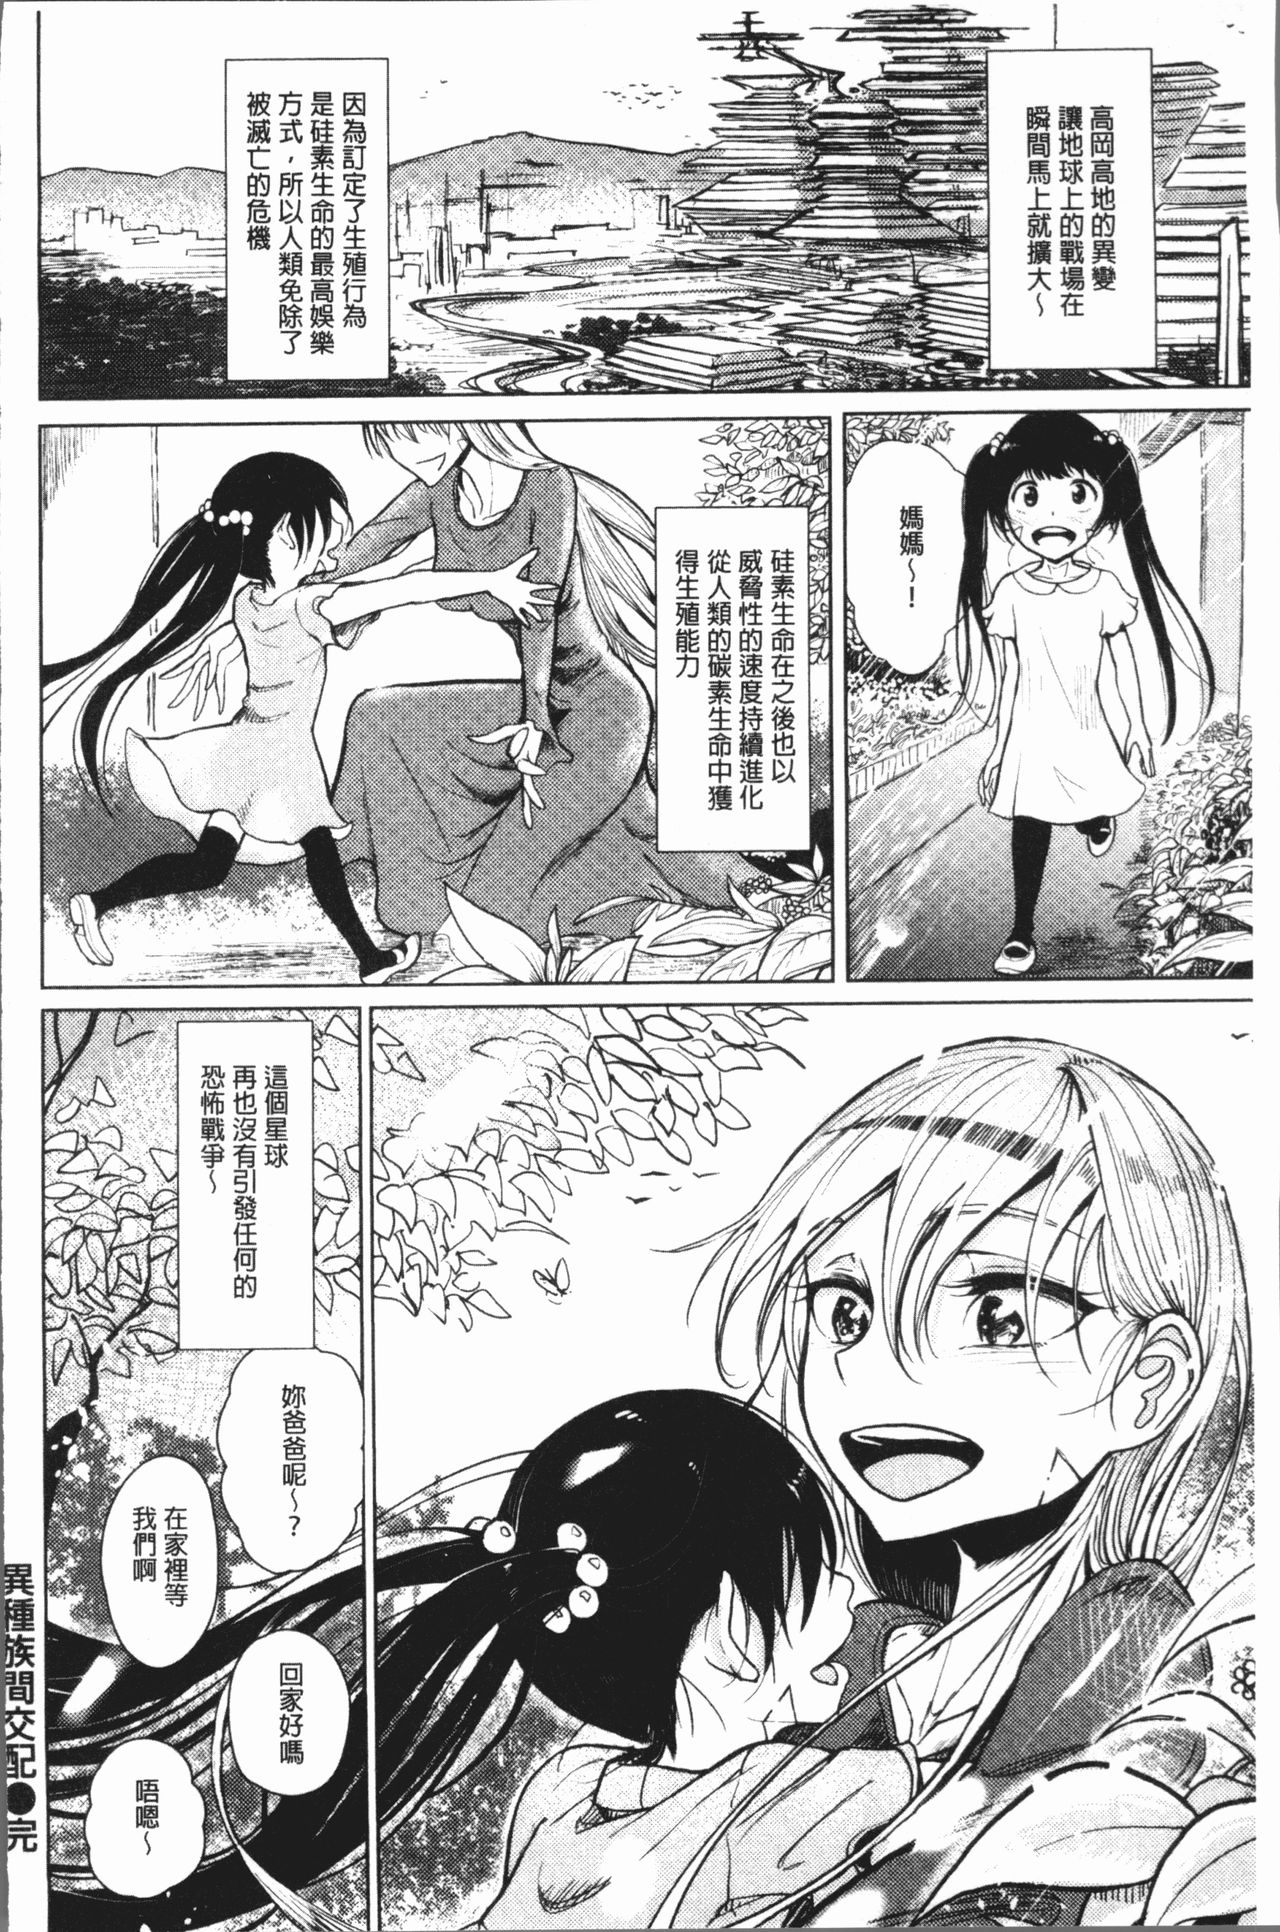 高岡高地的異變
讓地球上的戰場在
瞬間馬上就擴大～
因為訂定了生殖行為
是硅素生命的最高娛樂
方式，所以人類免除了
被滅亡的危機
媽媽～！
硅素生命在之後也以
威脅性的速度持續進化
從人類的碳素生命中獲
得生殖能力
這個星球
再也沒有引發任何的
恐怖戰爭～
妳爸爸呢～？
在家裡等
我們啊
回家好嗎
唔嗯～
異種族間交配●完